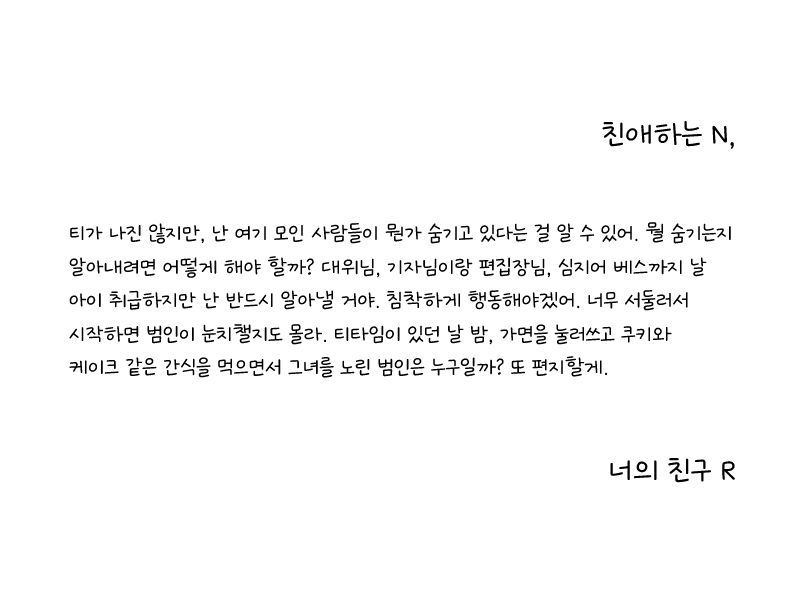 친애하는 N,
티가 나진 않지만, 난 여기 모인 사람들이 뭔가 숨기고 있다는 걸 알 수 있어. 뭘 숨기는지
알아내려면 어떻게 해야 할까? 대위님, 기자님이랑 편집장님, 심지어 베스까지 날
아이 취급하지만 난 반드시 알아낼 거야. 침착하게 행동해야겠어. 너무 서둘러서
시작하면 범인이 눈치챌지도 몰라. 티타임이 있던 날 밤, 가면을 눌러쓰고 쿠키와
케이크 같은 간식을 먹으면서 그녀를 노린 범인은 누구일까? 또 편지할게.
너의 친구 R